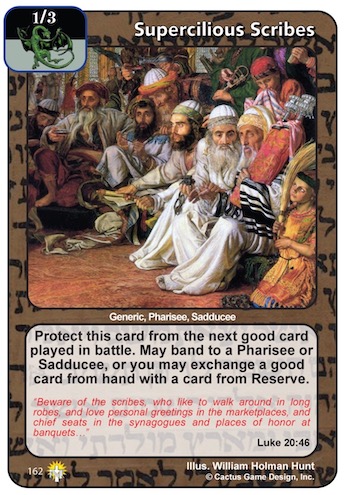 1/3
Supercilious Scribes
Generic, Pharisee, Sadducee
Protect this card from the next good card
played in battle. May band to a Pharisee or
Sadducee, or you may exchange a
good card from hand with a card from Reserve.
"Beware of the scribes, who like to walk around in long
robes, and love personal greetings in the marketplaces, and
chief seats in the synagogues and places of honor at
banquets…"
Luke 20:46
162
Illus. William Holman Hunt
© Cactus Game Design, Inc.